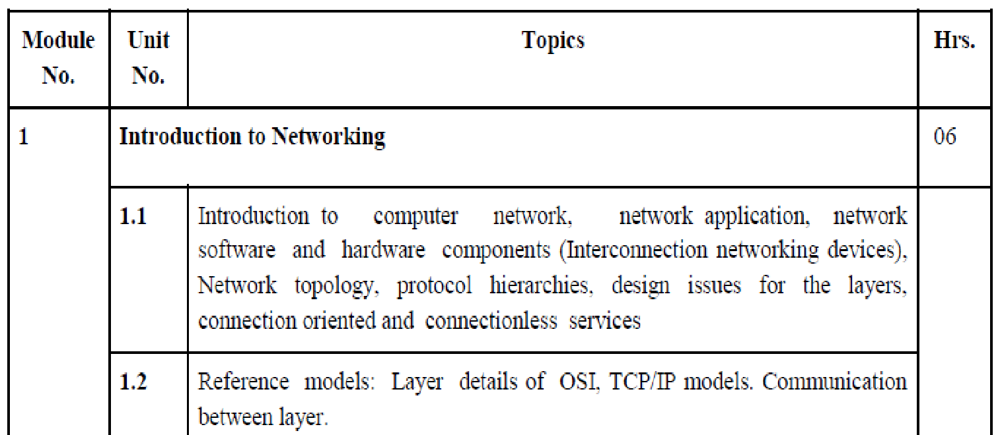 Module No. Unit No. Topics Hrs.
1 Introduction to Networking 06
1.1 Introduction to computer network, network application, network
software and hardware components (Interconnection networking devices),
Network topology, protocol hierarchies, design issues for the layers,
connection oriented and connectionless services
1.2 Reference models: Layer details of OSI, TCP/IP models. Communication
between layer.